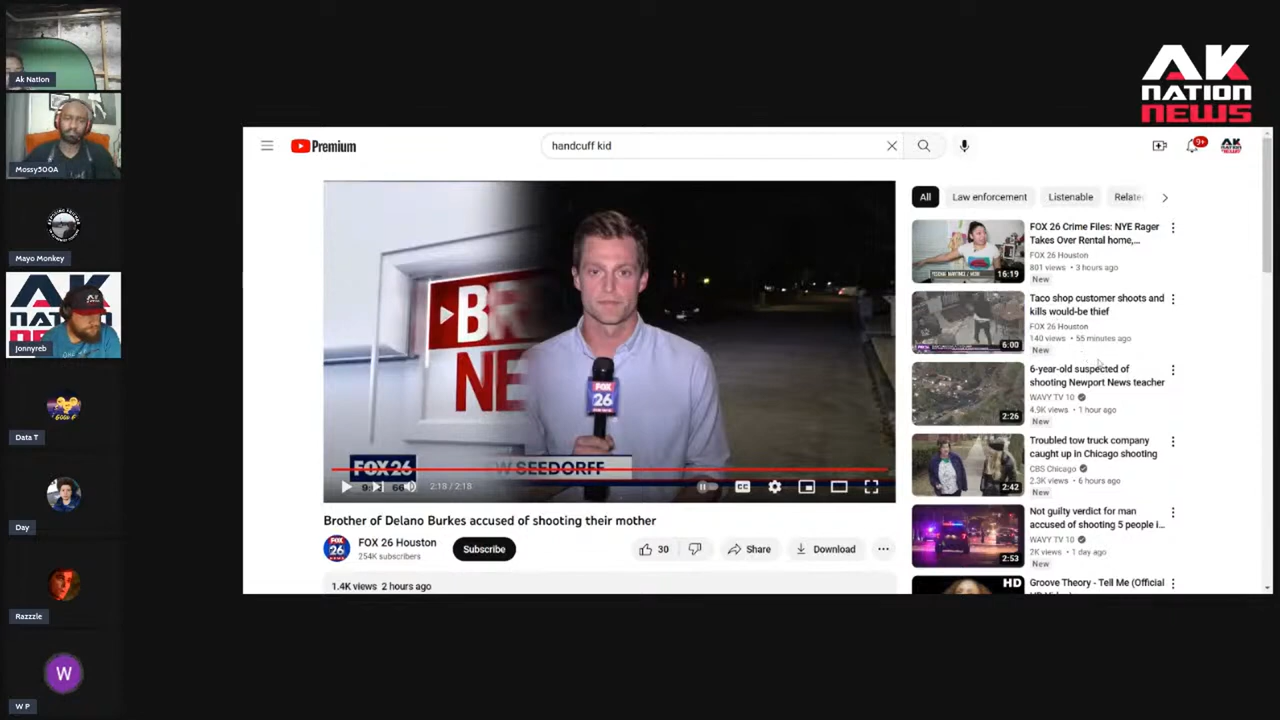 Ak Nation
Mossy500A
Mayo Monkey
AK
NATION
Jonnyreb
Data T
Day
Razzzle
W
W P
AK
NATION
NEWS
Premium
handcuff kid
9+
BR
NE
FOX
26
FOX26
W SEEDORFF
2:18 / 2:18
CC
Brother of Delano Burkes accused of shooting their mother
FOX
26
FOX 26 Houston
254K subscribers
Subscribe
30
Share
Download
1.4K views 2 hours ago
All
Law enforcement
Listenable
Relate
16:19
FOX 26 Crime Files: NYE Rager
Takes Over Rental home,...
FOX 26 Houston
801 views • 3 hours ago
New
6:00
Taco shop customer shoots and
kills would-be thief
FOX 26 Houston
140 views • 55 minutes ago
New
2:26
6-year-old suspected of
shooting Newport News teacher
WAVY TV 10
4.9K views • 1 hour ago
New
2:42
Troubled tow truck company
caught up in Chicago shooting
CBS Chicago
2.3K views • 6 hours ago
New
2:53
Not guilty verdict for man
accused of shooting 5 people i...
WAVY TV 10
2K views • 1 day ago
New
HD
Groove Theory - Tell Me (Official